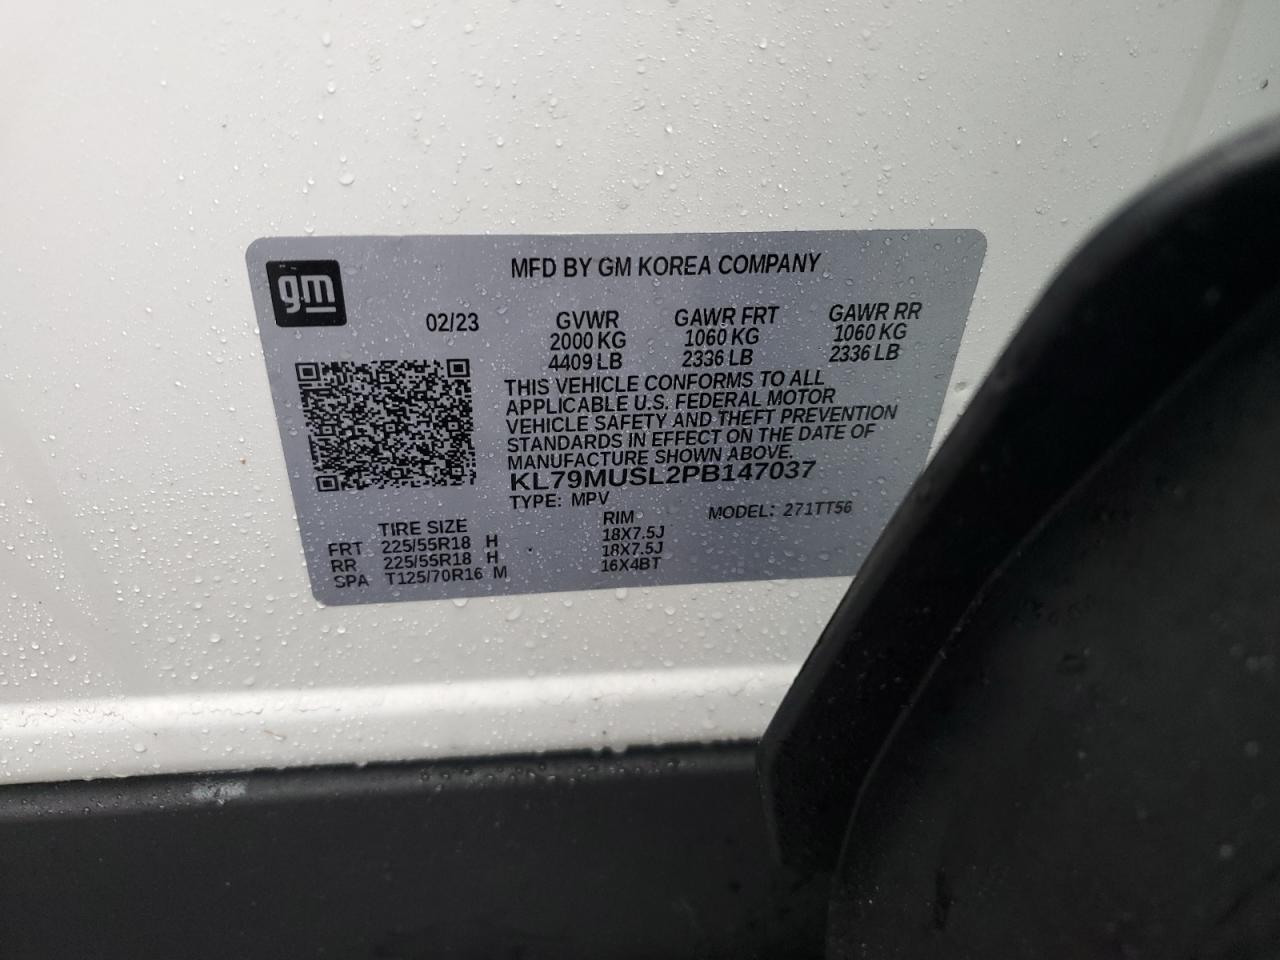 gm
MFD BY GM KOREA COMPANY
02/23 GVWR GAWR FRT GAWR RR
2000 KG 1060 KG 1060 KG
4409 LB 2336 LB 2336 LB
THIS VEHICLE CONFORMS TO ALL
APPLICABLE U.S. FEDERAL MOTOR
VEHICLE SAFETY AND THEFT PREVENTION
STANDARDS IN EFFECT ON THE DATE OF
MANUFACTURE SHOWN ABOVE.
KL79MUSL2PB147037
TYPE: MPV MODEL: 271TT56
TIRE SIZE RIM
FRT 225/55R18 H 18X7.5J
RR 225/55R18 H 18X7.5J
SPA T125/70R16 M 16X4BT